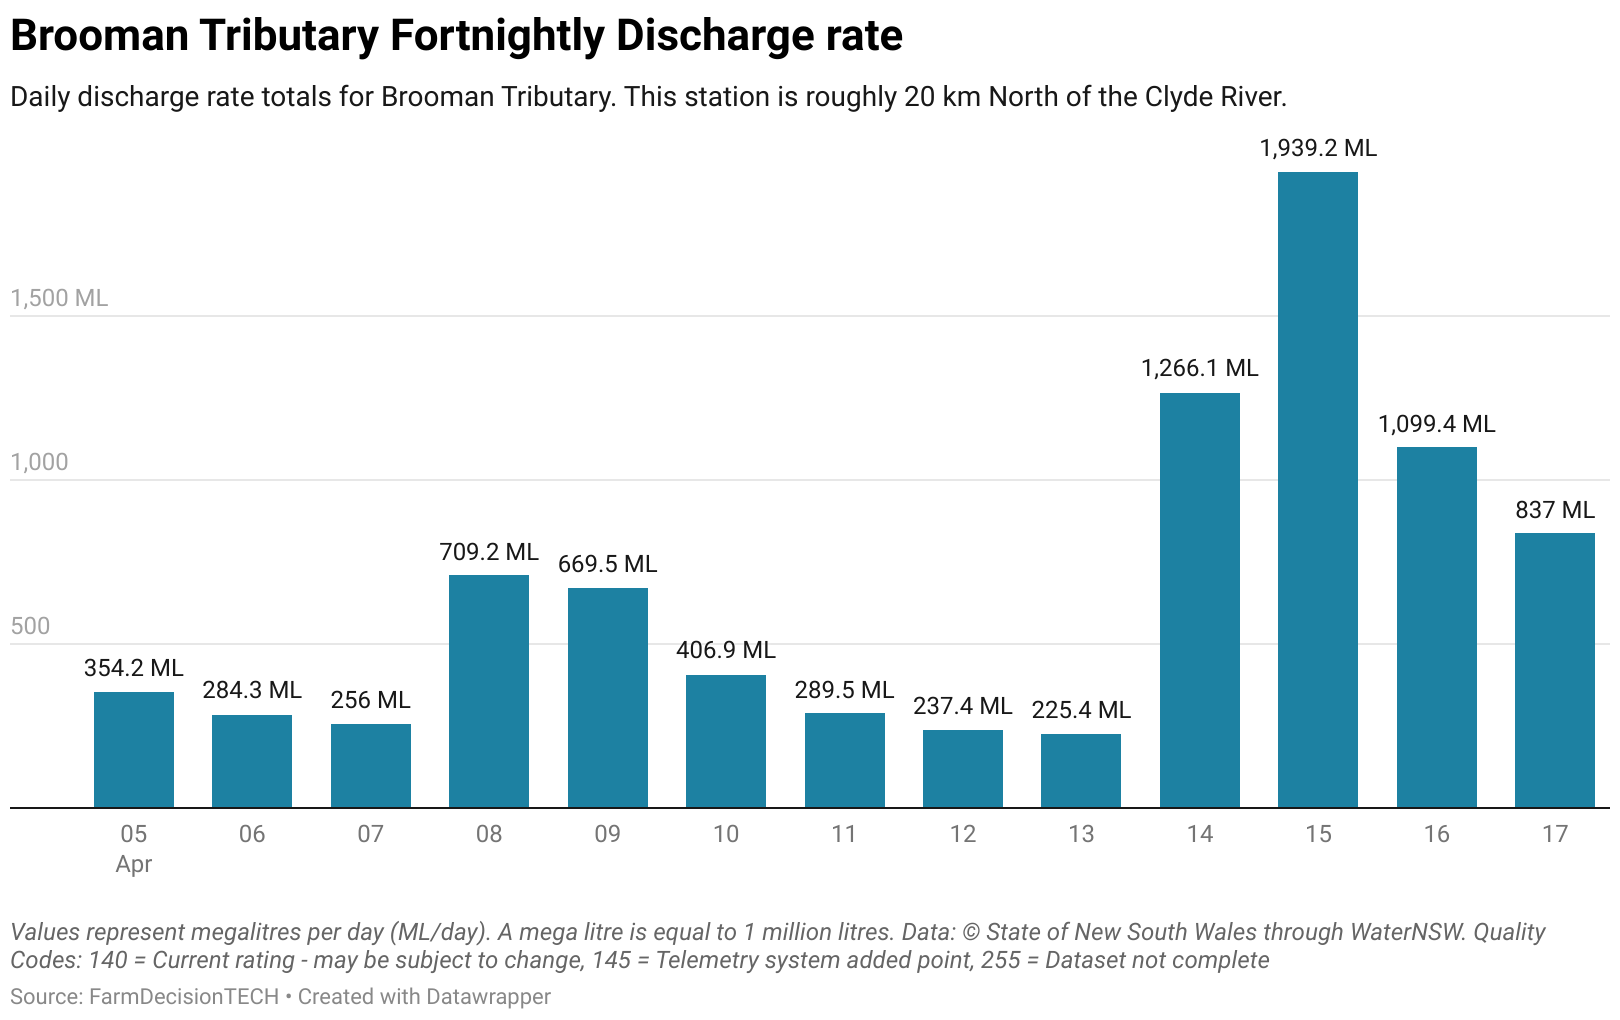 Brooman Tributary Fortnightly Discharge rate
Daily discharge rate totals for Brooman Tributary. This station is roughly 20 km North of the Clyde River.
1,939.2 ML
1,500 ML
1,266.1 ML
1,099.4 ML
1,000
837 ML
709.2 ML
669.5 ML
500
406.9 ML
354.2 ML
284.3 ML
256 ML
289.5 ML
237.4 ML
225.4 ML
05 06 07 08 09 10 11 12 13 14 15 16 17
Apr
Values represent megalitres per day (ML/day). A mega litre is equal to 1 million litres. Data: © State of New South Wales through WaterNSW. Quality
Codes: 140 = Current rating - may be subject to change, 145 = Telemetry system added point, 255 = Dataset not complete
Source: FarmDecisionTECH • Created with Datawrapper